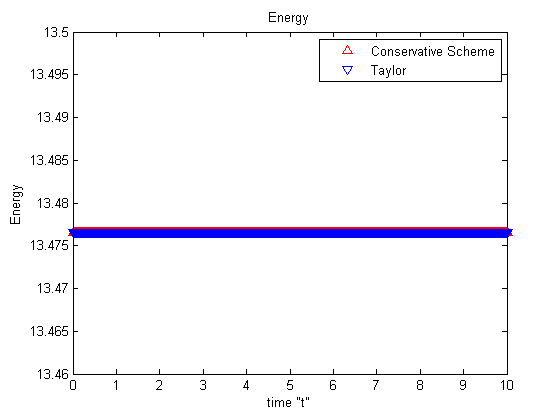 Energy
13.5
Conservative Scheme
Taylor
13.495
13.49
13.485
13.48
13.475
13.47
13.465
13.46
Energy
0 1 2 3 4 5 6 7 8 9 10
time "t"